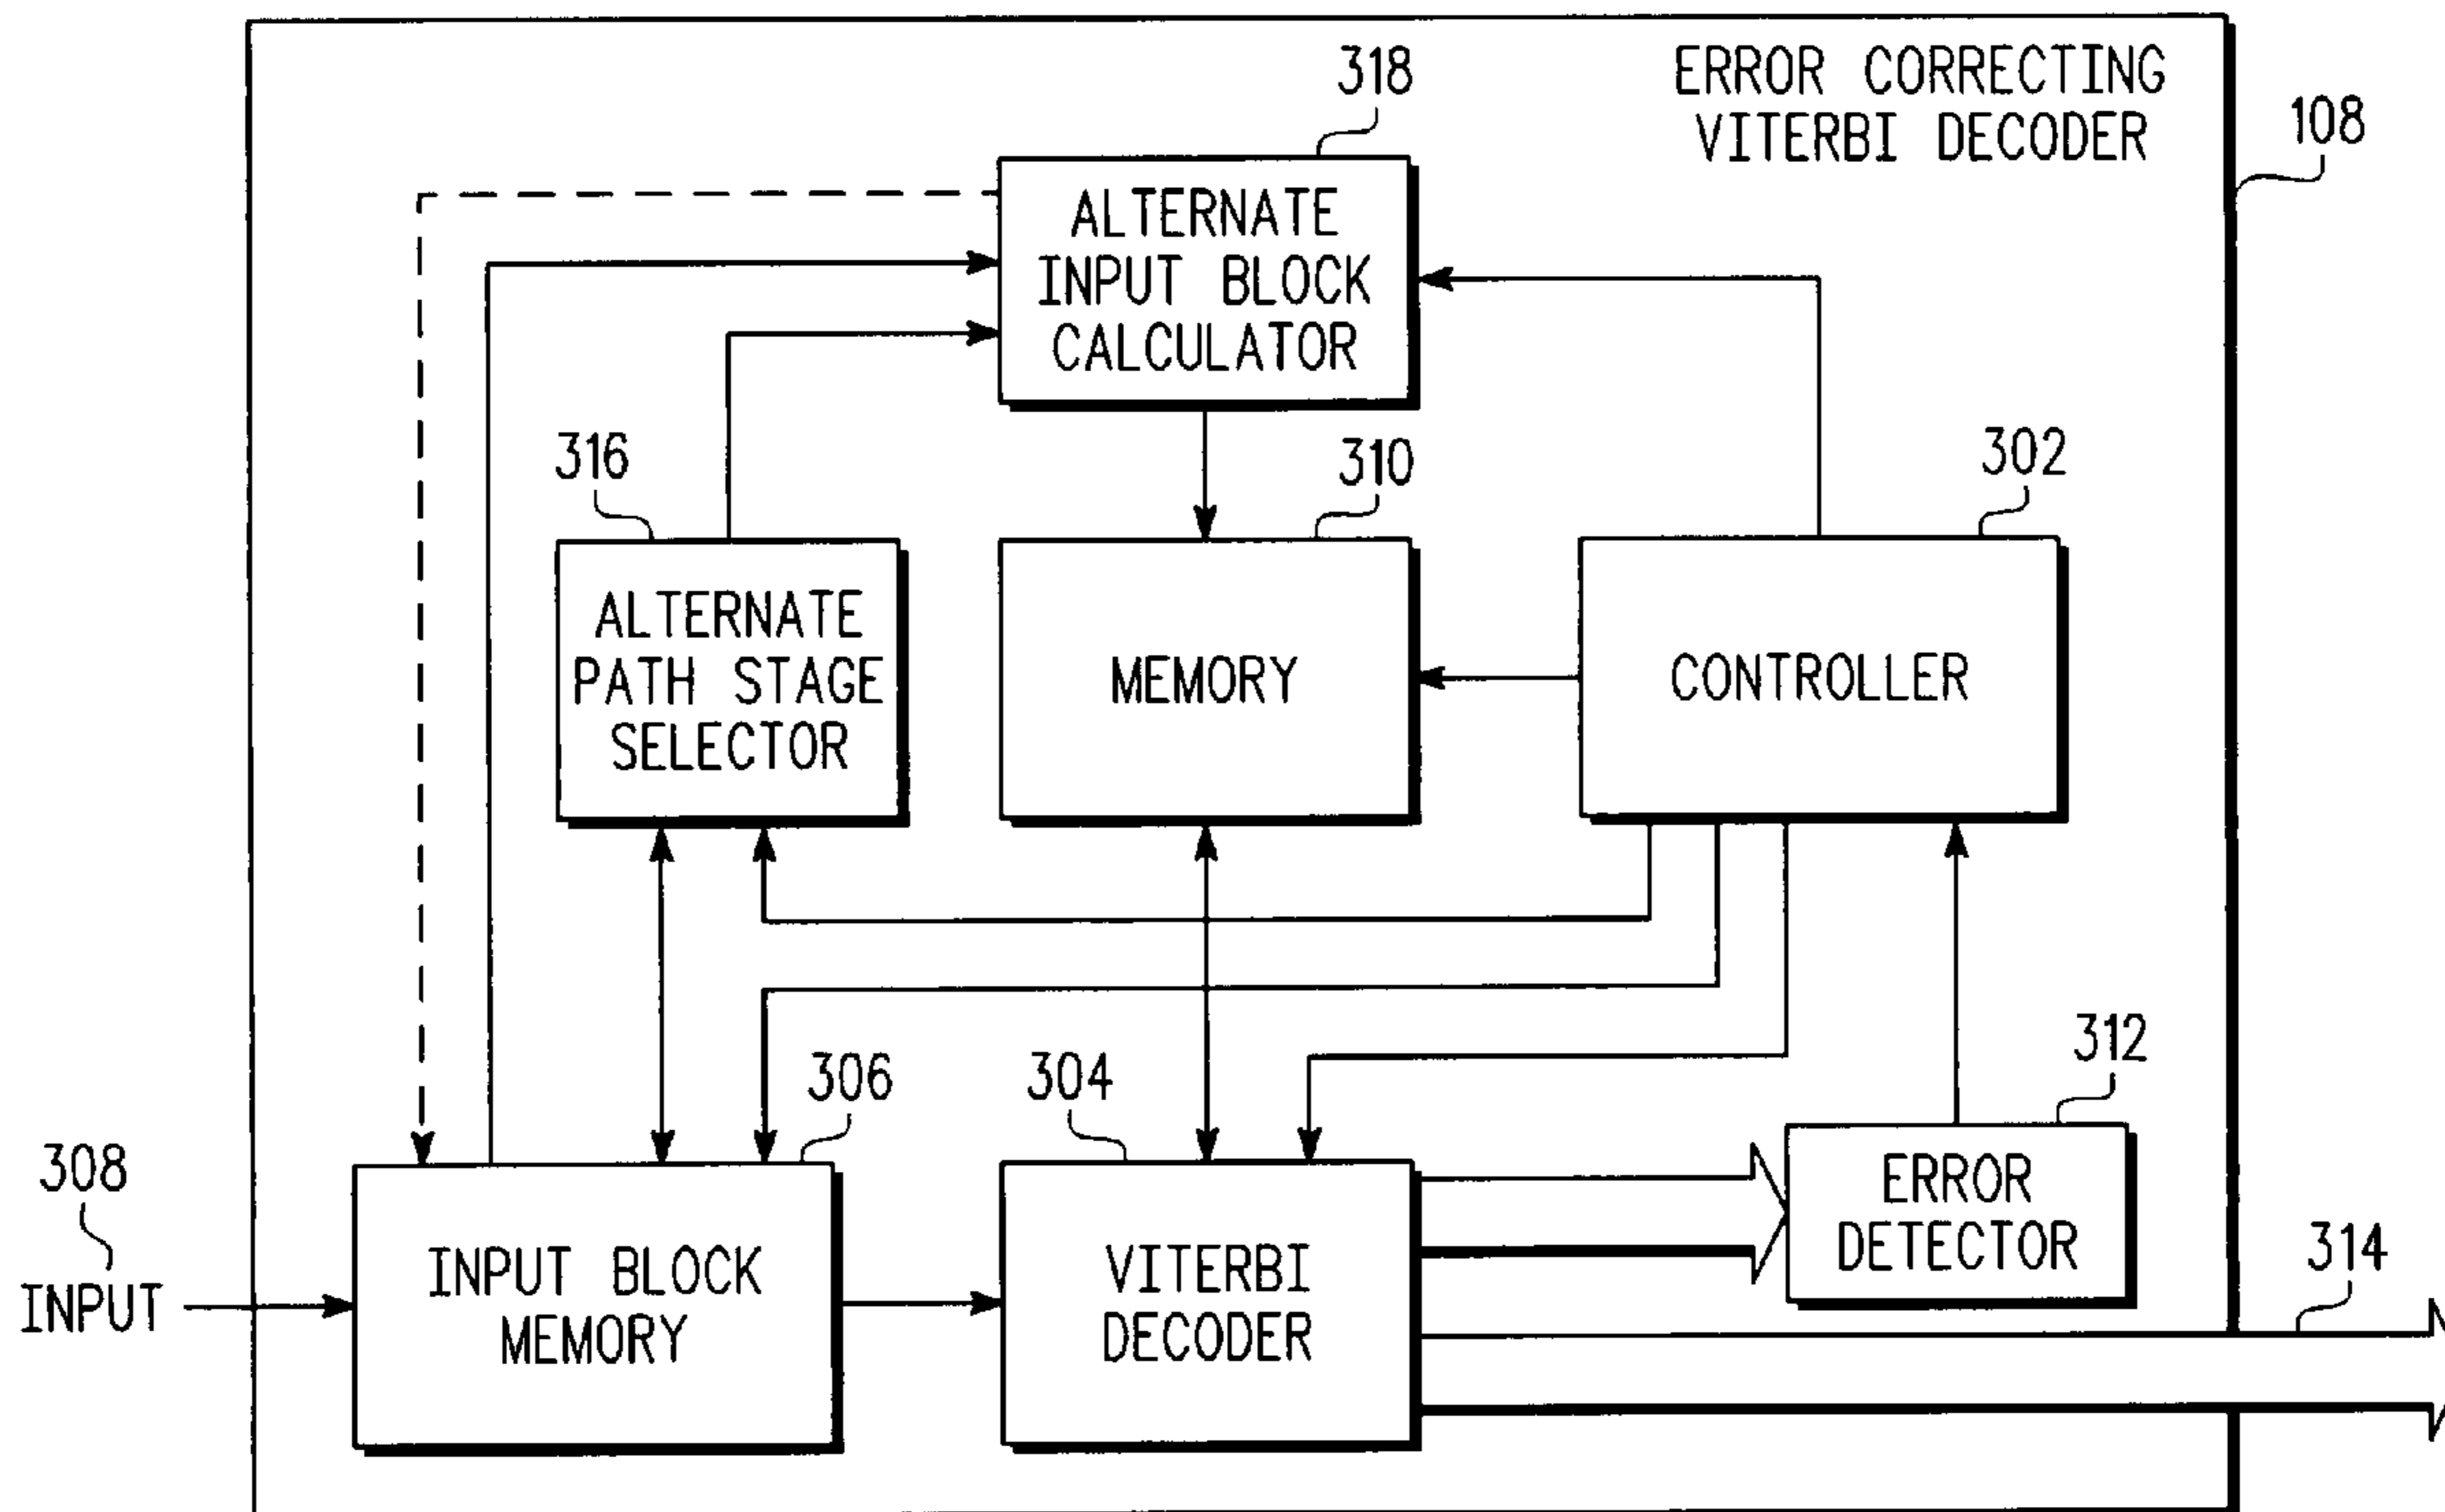 318
ERROR CORRECTING
VITERBI DECODER
108
ALTERNATE
INPUT BLOCK
CALCULATOR
316
310
302
ALTERNATE
PATH STAGE
SELECTOR
MEMORY
CONTROLLER
306
304
312
308
INPUT
INPUT BLOCK
MEMORY
VITERBI
DECODER
ERROR
DETECTOR
314